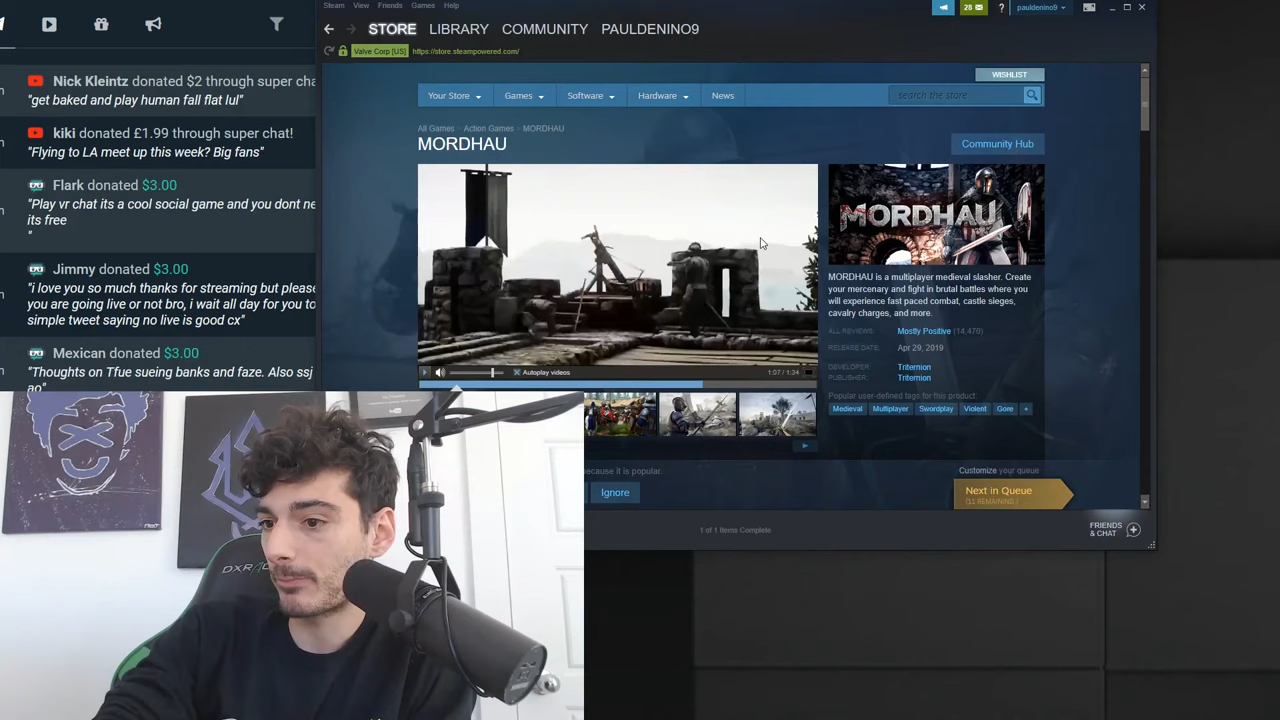 Steam View Friends Games Help
28 ? pauldenino9
STORE LIBRARY COMMUNITY PAULDENINO9
Valve Corp [US] https://store.steampowered.com/
WISHLIST
Your Store Games Software Hardware News search the store
All Games > Action Games > MORDHAU
MORDHAU
Community Hub
MORDHAU
MORDHAU is a multiplayer medieval slasher. Create
your mercenary and fight in brutal battles where you
will experience fast paced combat, castle sieges,
cavalry charges, and more.
ALL REVIEWS: Mostly Positive (14,470)
RELEASE DATE: Apr 29, 2019
DEVELOPER: Triternion
PUBLISHER: Triternion
Popular user-defined tags for this product:
Medieval Multiplayer Swordplay Violent Gore +
Autoplay videos 1:07 / 1:34
because it is popular.
Ignore
Customize your queue
Next in Queue
(11 REMAINING )
1 of 1 Items Complete
FRIENDS
& CHAT
Nick Kleintz donated $2 through super cha
"get baked and play human fall flat lul"
kiki donated £1.99 through super chat!
"Flying to LA meet up this week? Big fans"
Flark donated $3.00
"Play vr chat its a cool social game and you dont ne
its free
"
Jimmy donated $3.00
"i love you so much thanks for streaming but please
you are going live or not bro, i wait all day for you to
simple tweet saying no live is good cx"
Mexican donated $3.00
"Thoughts on Tfue seing banks and faze. Also ssj
ao"
DXRAC